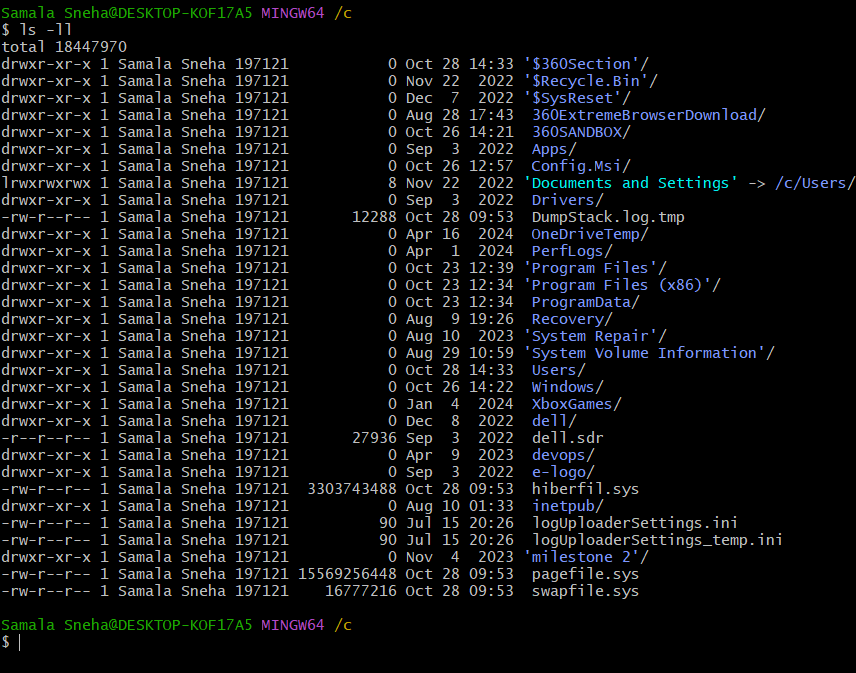 Samala Sneha@DESKTOP-KOF17A5 MINGW64 /c
$ ls -ll
total 18447970
drwxr-xr-x 1 Samala Sneha 197121           0 Oct 28 14:33 '$360Section'/
drwxr-xr-x 1 Samala Sneha 197121           0 Nov 22  2022 '$Recycle.Bin'/
drwxr-xr-x 1 Samala Sneha 197121           0 Dec  7  2022 '$SysReset'/
drwxr-xr-x 1 Samala Sneha 197121           0 Aug 28 17:43  360ExtremeBrowserDownload/
drwxr-xr-x 1 Samala Sneha 197121           0 Oct 26 14:21  360SANDBOX/
drwxr-xr-x 1 Samala Sneha 197121           0 Sep  3  2022  Apps/
drwxr-xr-x 1 Samala Sneha 197121           0 Oct 26 12:57  Config.Msi/
lrwxrwxrwx 1 Samala Sneha 197121           8 Nov 22  2022 'Documents and Settings' -> /c/Users/
drwxr-xr-x 1 Samala Sneha 197121           0 Sep  3  2022  Drivers/
-rw-r--r-- 1 Samala Sneha 197121       12288 Oct 28 09:53  DumpStack.log.tmp
drwxr-xr-x 1 Samala Sneha 197121           0 Apr 16  2024  OneDriveTemp/
drwxr-xr-x 1 Samala Sneha 197121           0 Apr  1  2024  PerfLogs/
drwxr-xr-x 1 Samala Sneha 197121           0 Oct 23 12:39 'Program Files'/
drwxr-xr-x 1 Samala Sneha 197121           0 Oct 23 12:34 'Program Files (x86)'/
drwxr-xr-x 1 Samala Sneha 197121           0 Oct 23 12:34  ProgramData/
drwxr-xr-x 1 Samala Sneha 197121           0 Aug  9 19:26  Recovery/
drwxr-xr-x 1 Samala Sneha 197121           0 Aug 10  2023 'System Repair'/
drwxr-xr-x 1 Samala Sneha 197121           0 Aug 29 10:59 'System Volume Information'/
drwxr-xr-x 1 Samala Sneha 197121           0 Oct 28 14:33  Users/
drwxr-xr-x 1 Samala Sneha 197121           0 Oct 26 14:22  Windows/
drwxr-xr-x 1 Samala Sneha 197121           0 Jan  4  2024  XboxGames/
drwxr-xr-x 1 Samala Sneha 197121           0 Dec  8  2022  dell/
-r--r--r-- 1 Samala Sneha 197121       27936 Sep  3  2022  dell.sdr
drwxr-xr-x 1 Samala Sneha 197121           0 Apr  9  2023  devops/
drwxr-xr-x 1 Samala Sneha 197121           0 Sep  3  2022  e-logo/
-rw-r--r-- 1 Samala Sneha 197121  3303743488 Oct 28 09:53  hiberfil.sys
drwxr-xr-x 1 Samala Sneha 197121           0 Aug 10 01:33  inetpub/
-rw-r--r-- 1 Samala Sneha 197121          90 Jul 15 20:26  logUploaderSettings.ini
-rw-r--r-- 1 Samala Sneha 197121          90 Jul 15 20:26  logUploaderSettings_temp.ini
drwxr-xr-x 1 Samala Sneha 197121           0 Nov  4  2023 'milestone 2'/
-rw-r--r-- 1 Samala Sneha 197121 15569256448 Oct 28 09:53  pagefile.sys
-rw-r--r-- 1 Samala Sneha 197121    16777216 Oct 28 09:53  swapfile.sys
Samala Sneha@DESKTOP-KOF17A5 MINGW64 /c
$